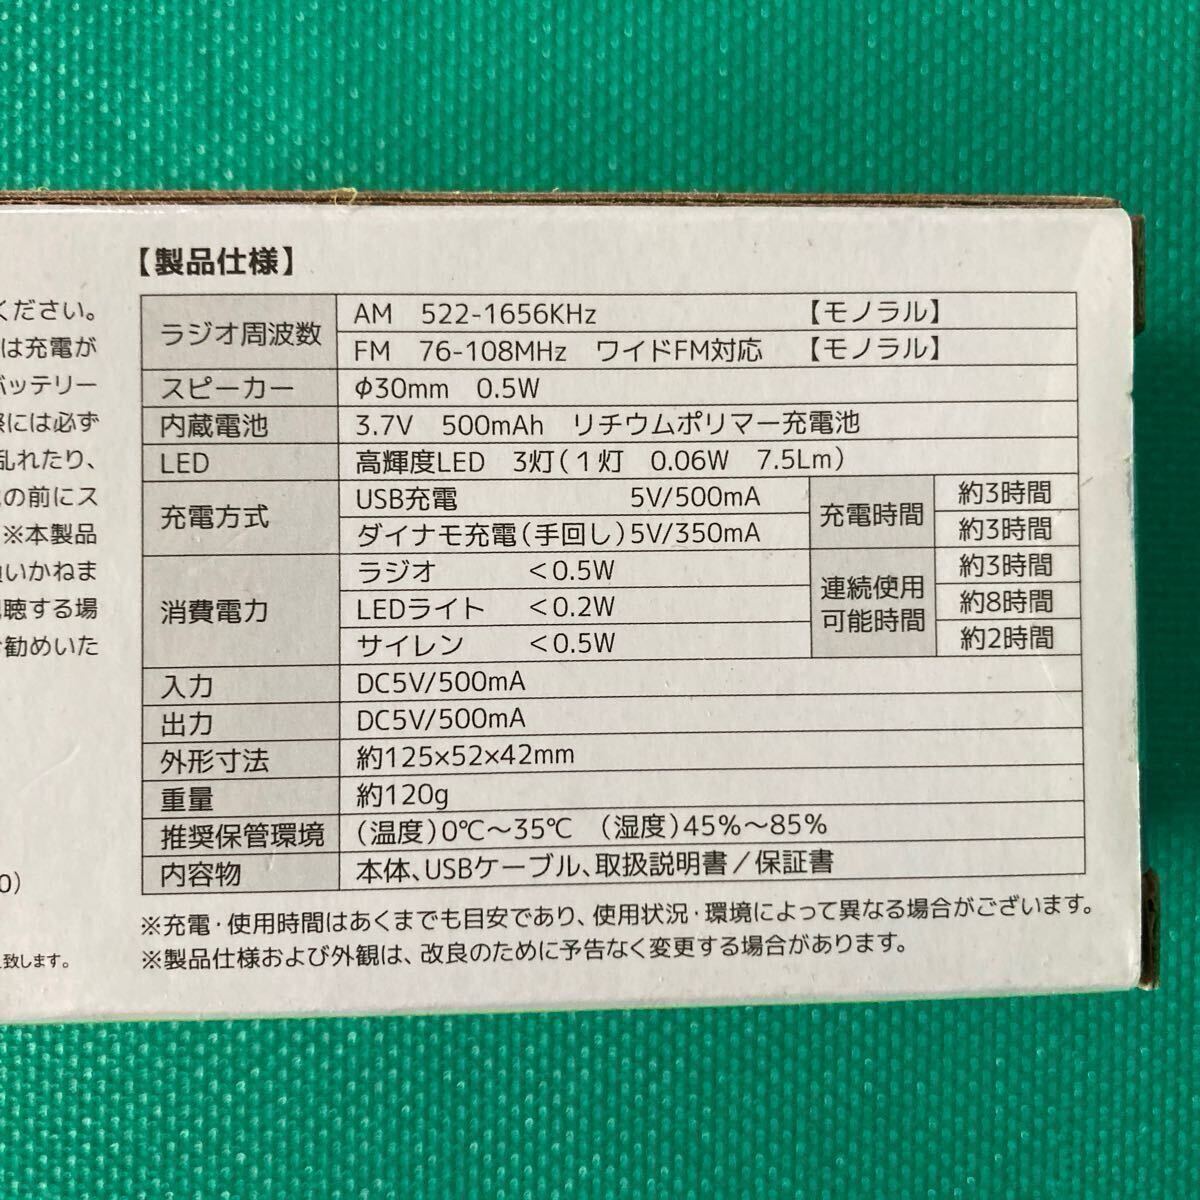 ください。
は充電が
バッテリー
際には必ず
乱れたり、
の前にス
※本製品
負いかねま
聴する場
お勧めいた
0)
致します。
【製品仕様】
ラジオ周波数 AM 522-1656KHz 【モノラル】
FM 76-108MHz ワイドFM対応 【モノラル】
スピーカー Φ30mm 0.5W
内蔵電池 3.7V 500mAh リチウムポリマー充電池
LED 高輝度LED 3灯(1灯 0.06W 7.5Lm)
充電方式 USB充電 5V/500mA 充電時間 約3時間
ダイナモ充電(手回し)5V/350mA 約3時間
消費電力 ラジオ <0.5W 連続使用可能時間 約3時間
LEDライト <0.2W 約8時間
サイレン <0.5W 約2時間
入力 DC5V/500mA
出力 DC5V/500mA
外形寸法 約125×52×42mm
重量 約120g
推奨保管環境 (温度)0℃～35℃ (湿度)45%～85%
内容物 本体、USBケーブル、取扱説明書/保証書
※充電・使用時間はあくまでも目安であり、使用状況・環境によって異なる場合がございます。
※製品仕様および外観は、改良のために予告なく変更する場合があります。